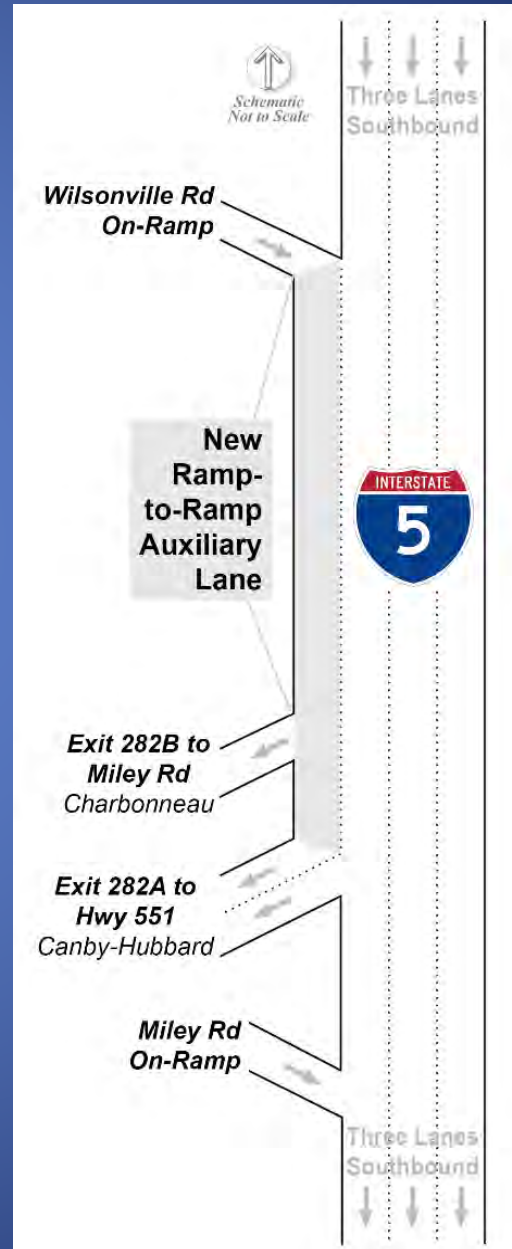 Schematic
Not to Scale
Three Lanes
Southbound
Wilsonville Rd
On-Ramp
New
Ramp-
to-Ramp
Auxiliary
Lane
INTERSTATE
5
Exit 282B to
Miley Rd
Charbonneau
Exit 282A to
Hwy 551
Canby-Hubbard
Miley Rd
On-Ramp
Three Lanes
Southbound